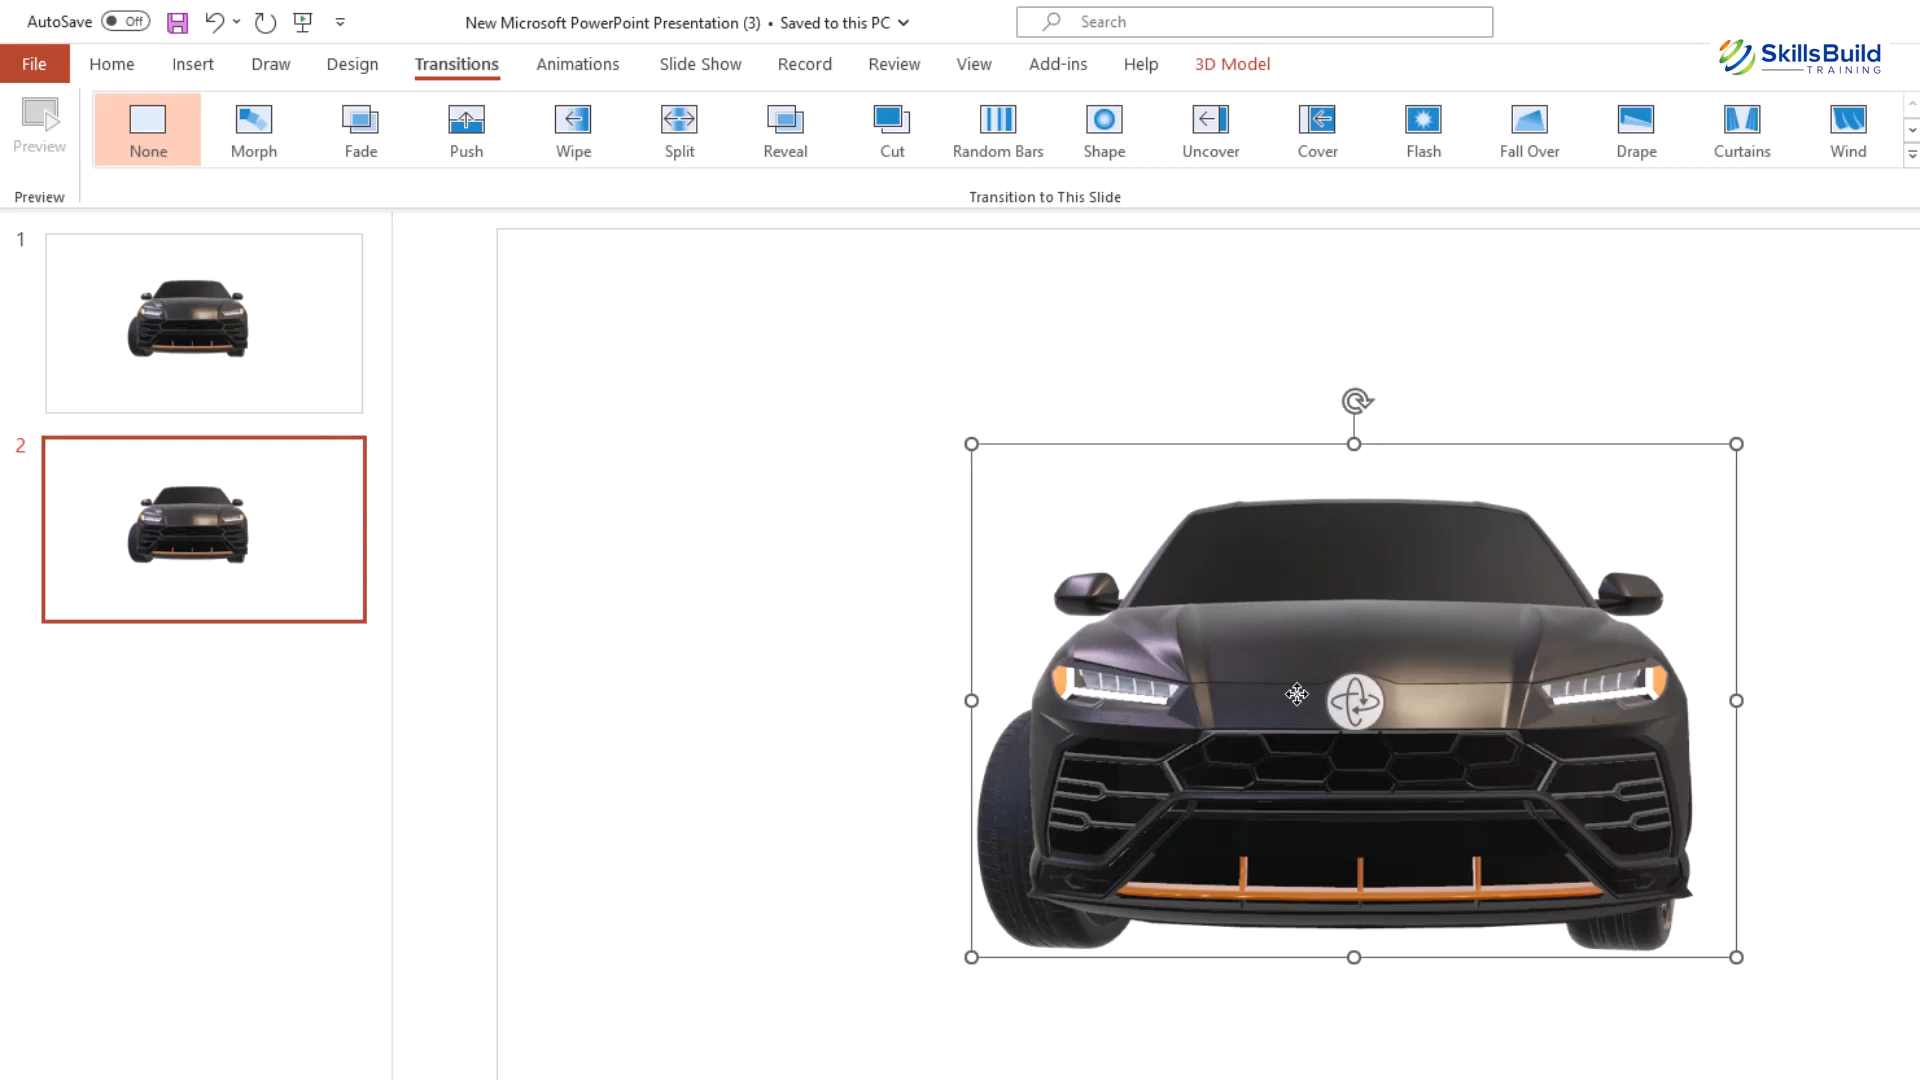 AutoSave Off New Microsoft PowerPoint Presentation (3) • Saved to this PC Search
File Home Insert Draw Design Transitions Animations Slide Show Record Review View Add-ins Help 3D Model
SkillsBuild
TRAINING
Preview None Morph Fade Push Wipe Split Reveal Cut Random Bars Shape Uncover Cover Flash Fall Over Drape Curtains Wind
Preview Transition to This Slide
1
2